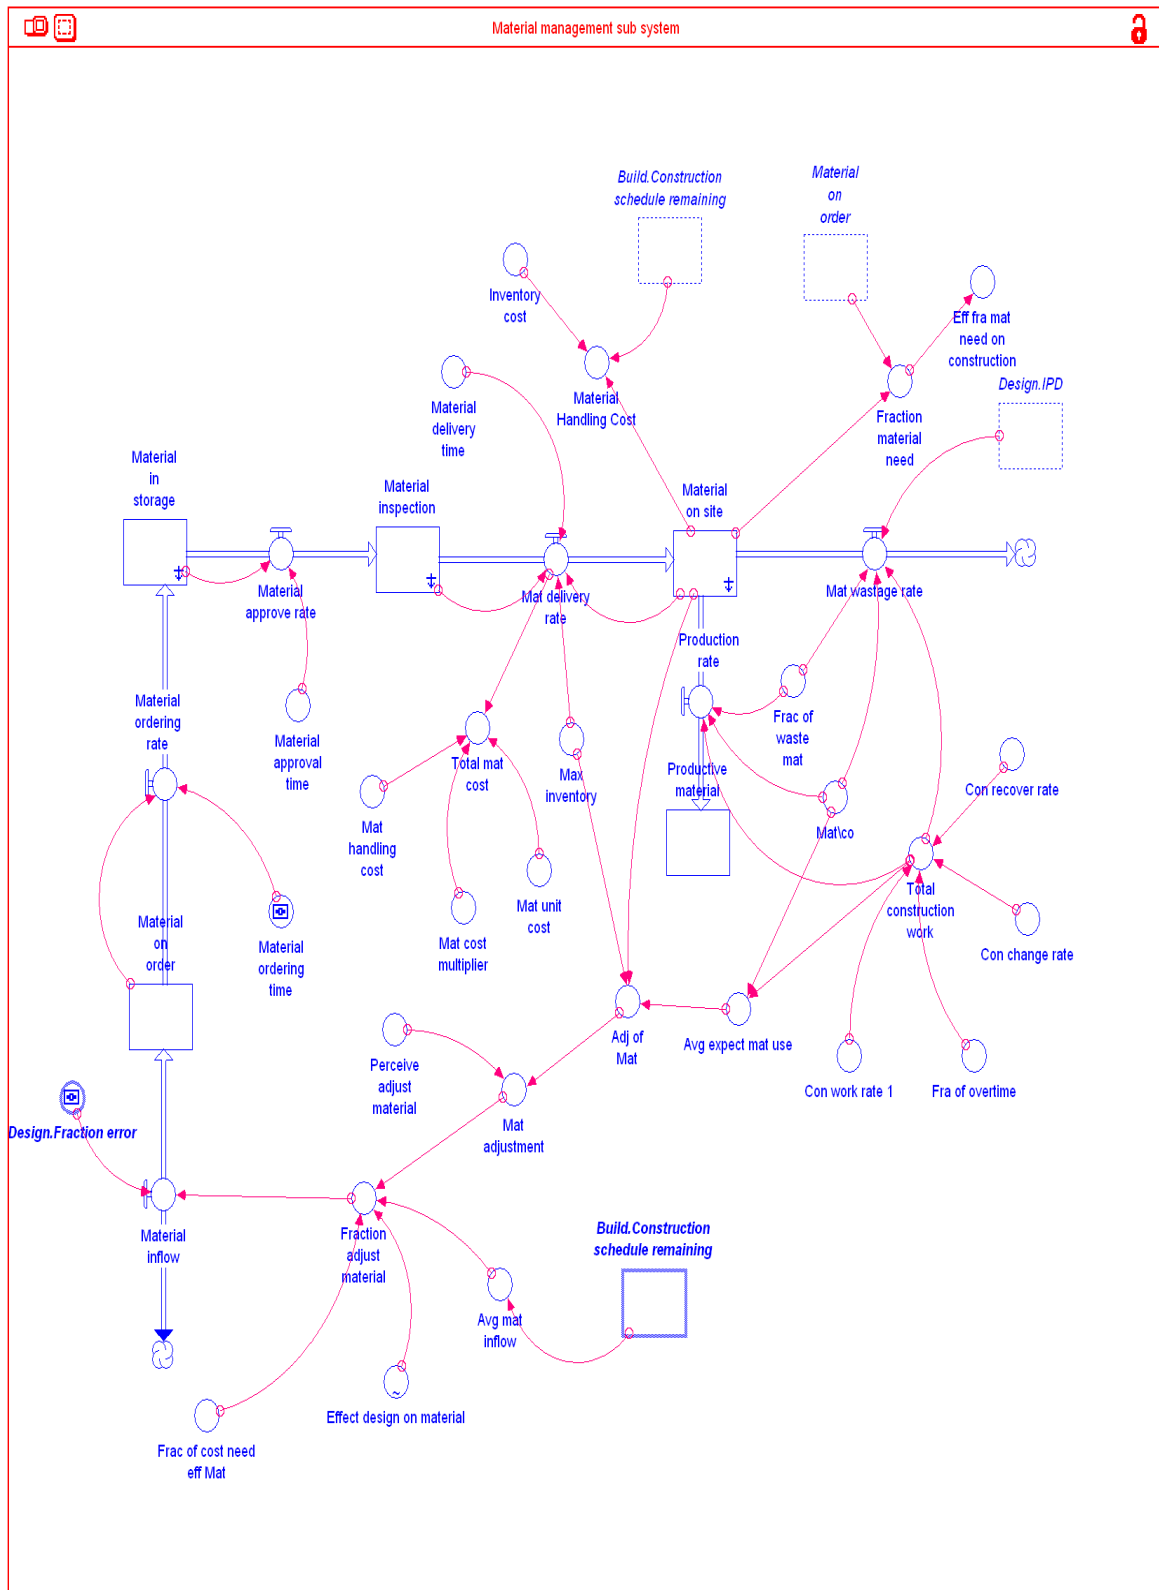 Material management sub system
Build.Construction
schedule remaining
Material
on
order
Inventory
cost
Eff fra mat
need on
construction
Design.IPD
Material
delivery
time
Material
Handling Cost
Fraction
material
need
Material
in
storage
Material
inspection
Material
on site
Material
approve rate
Mat delivery
rate
Mat wastage rate
Production
rate
Material
ordering
rate
Material
approval
time
Total mat
cost
Max
inventory
Frac of
waste
mat
Productive
material
Con recover rate
Mat
handling
cost
Mat\co
Mat unit
cost
Mat cost
multiplier
Total
construction
work
Material
on
order
Material
ordering
time
Con change rate
Perceive
adjust
material
Adj of
Mat
Avg expect mat use
Con work rate 1
Fra of overtime
Design.Fraction error
Mat
adjustment
Material
inflow
Fraction
adjust
material
Build.Construction
schedule remaining
Avg mat
inflow
Effect design on material
Frac of cost need
eff Mat